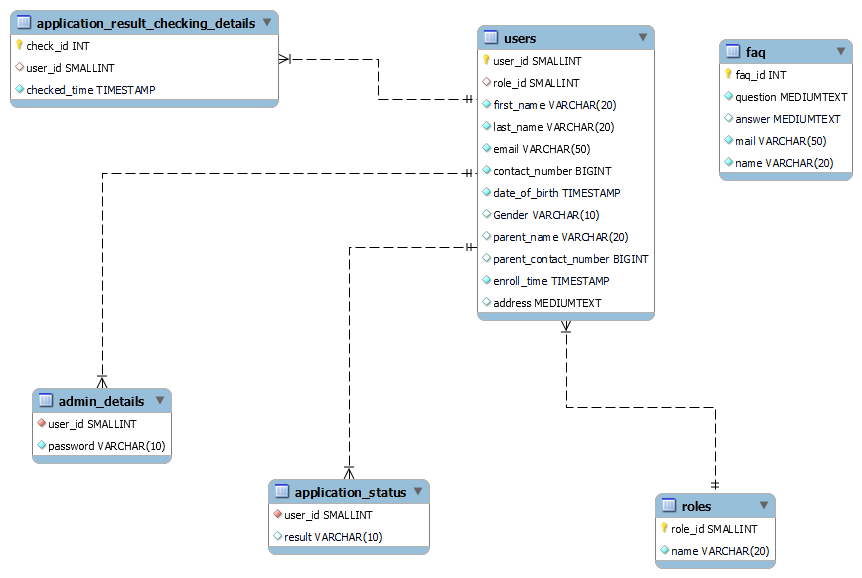 application_result_checking_details
check_id INT
user_id SMALLINT
checked_time TIMESTAMP
users
user_id SMALLINT
role_id SMALLINT
first_name VARCHAR(20)
last_name VARCHAR(20)
email VARCHAR(50)
contact_number BIGINT
date_of_birth TIMESTAMP
Gender VARCHAR(10)
parent_name VARCHAR(20)
parent_contact_number BIGINT
enroll_time TIMESTAMP
address MEDIUMTEXT
faq
faq_id INT
question MEDIUMTEXT
answer MEDIUMTEXT
mail VARCHAR(50)
name VARCHAR(20)
admin_details
user_id SMALLINT
password VARCHAR(10)
application_status
user_id SMALLINT
result VARCHAR(10)
roles
role_id SMALLINT
name VARCHAR(20)